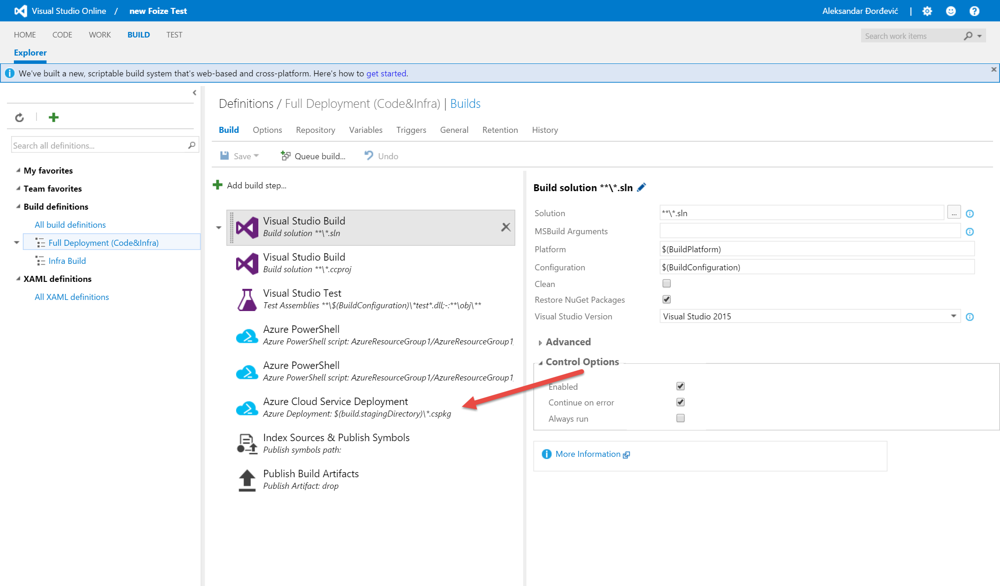 Visual Studio Online / new Foize Test
Aleksandar Đorđević |
HOME CODE WORK BUILD TEST
Search work items
Explorer
We've built a new, scriptable build system that's web-based and cross-platform. Here's how to get started.
Search all definitions...
My favorites
Team favorites
Build definitions
All build definitions
Full Deployment (Code&Infra)
Infra Build
XAML definitions
All XAML definitions
Definitions / Full Deployment (Code&Infra) | Builds
Build Options Repository Variables Triggers General Retention History
Save Queue build... Undo
Add build step...
Visual Studio Build
Build solution **\*.sln
Visual Studio Build
Build solution **\*.ccproj
Visual Studio Test
Test Assemblies **\$(BuildConfiguration)\*test*.dll;-:**\obj\**
Azure PowerShell
Azure PowerShell script: AzureResourceGroup1/AzureResourceGroup1/
Azure PowerShell
Azure PowerShell script: AzureResourceGroup1/AzureResourceGroup1/
Azure Cloud Service Deployment
Azure Deployment: $(build.stagingDirectory)\*.cspkg
Index Sources & Publish Symbols
Publish symbols path:
Publish Build Artifacts
Publish Artifact: drop
Build solution **\*.sln
Solution **\*.sln ...
MSBuild Arguments
Platform $(BuildPlatform)
Configuration $(BuildConfiguration)
Clean
Restore NuGet Packages
Visual Studio Version Visual Studio 2015
Advanced
Control Options
Enabled
Continue on error
Always run
More Information